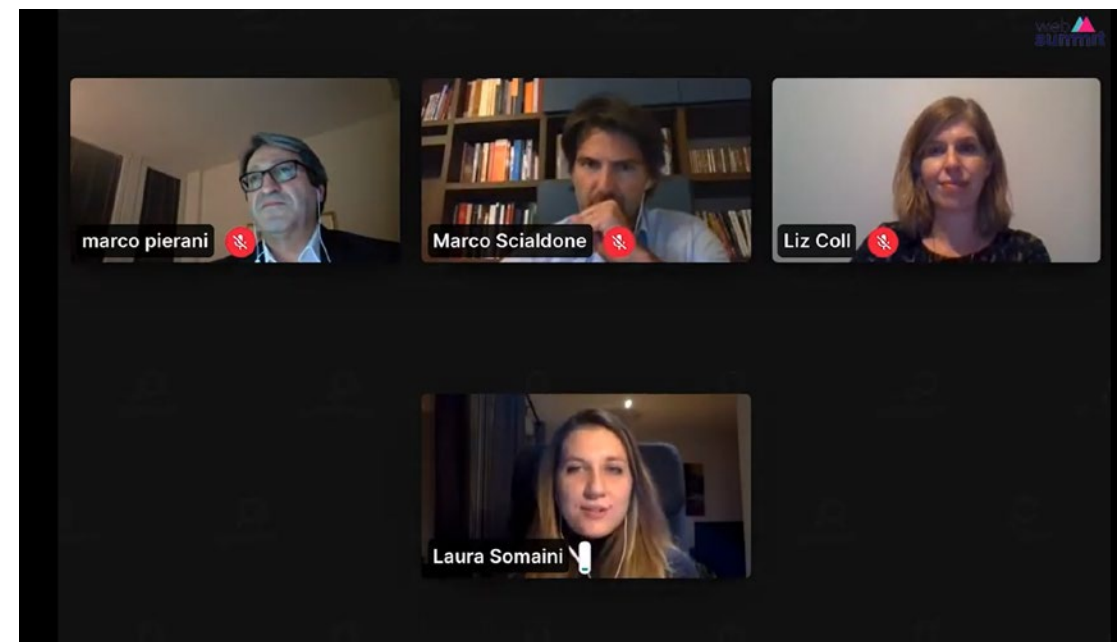 web
summit
marco pierani
Marco Scialdone
Liz Coll
Laura Somaini